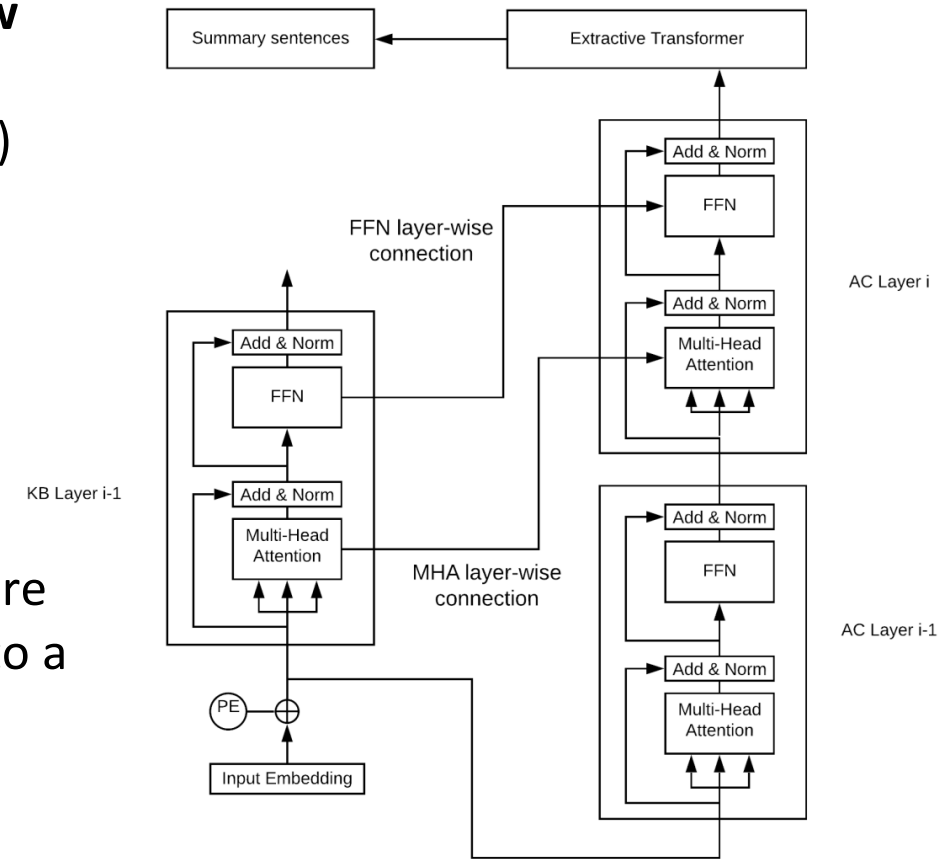 w
)
re
o a
Summary sentences
Extractive Transformer
Add & Norm
FFN
Add & Norm
Multi-Head
Attention
AC Layer i
FFN layer-wise
connection
Add & Norm
FFN
Add & Norm
Multi-Head
Attention
KB Layer i-1
MHA layer-wise
connection
Add & Norm
FFN
Add & Norm
Multi-Head
Attention
AC Layer i-1
PE
Input Embedding